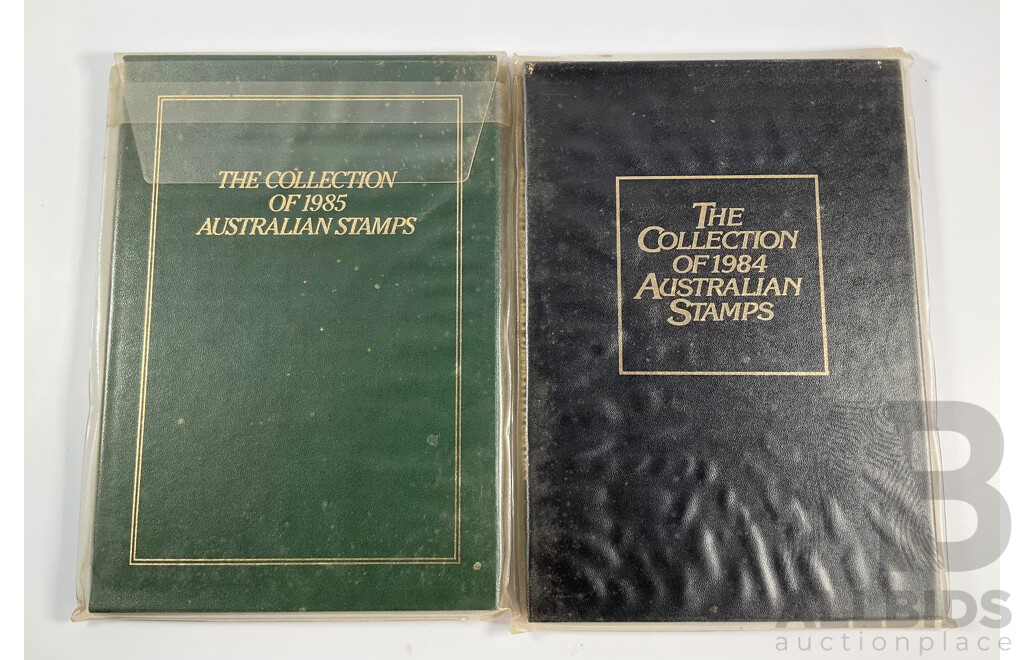 THE COLLECTION
OF 1985
AUSTRALIAN STAMPS
THE
COLLECTION
OF 1984
AUSTRALIAN
STAMPS
B
ALLBIDS
auctionplace